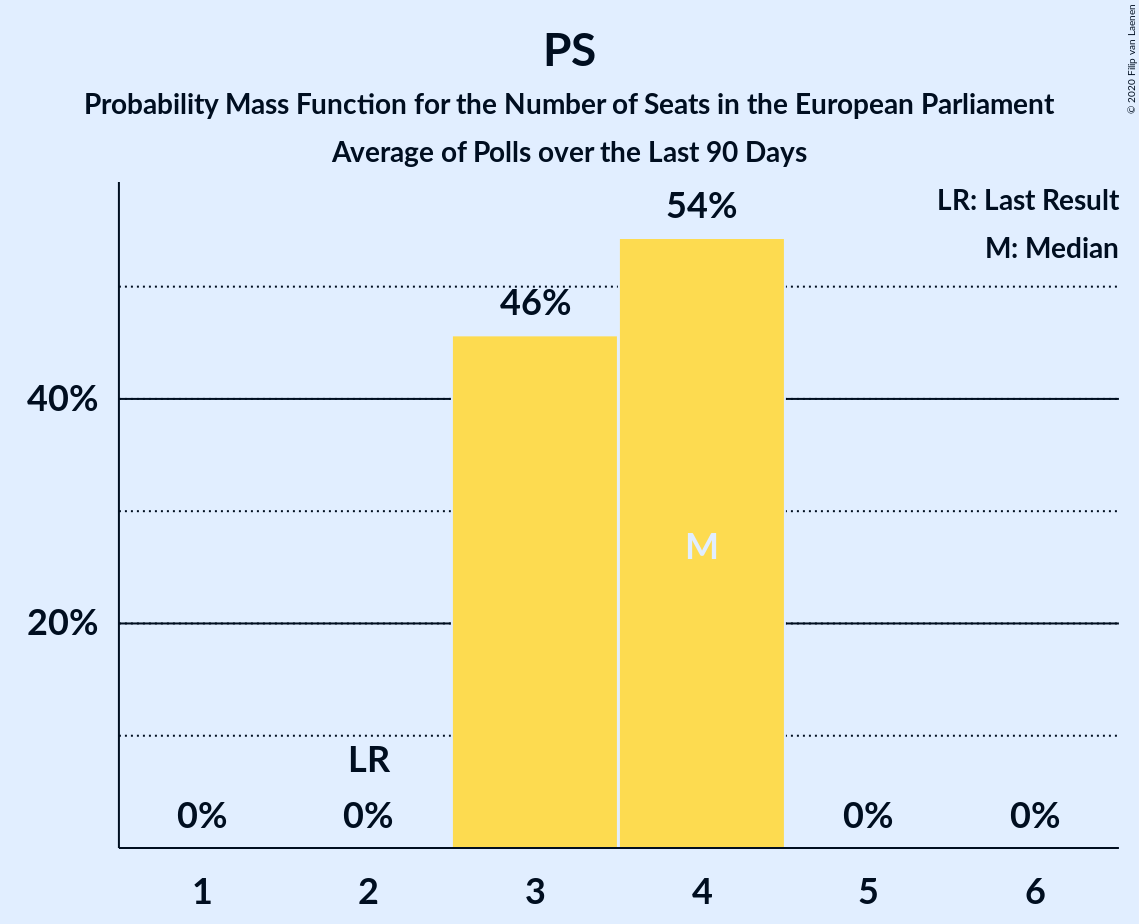 PS
Probability Mass Function for the Number of Seats in the European Parliament
Average of Polls over the Last 90 Days
© 2020 Filip van Laenen
LR: Last Result
M: Median
54%
46%
40%
M
20%
LR
0%
0%
0%
0%
1
2
3
4
5
6